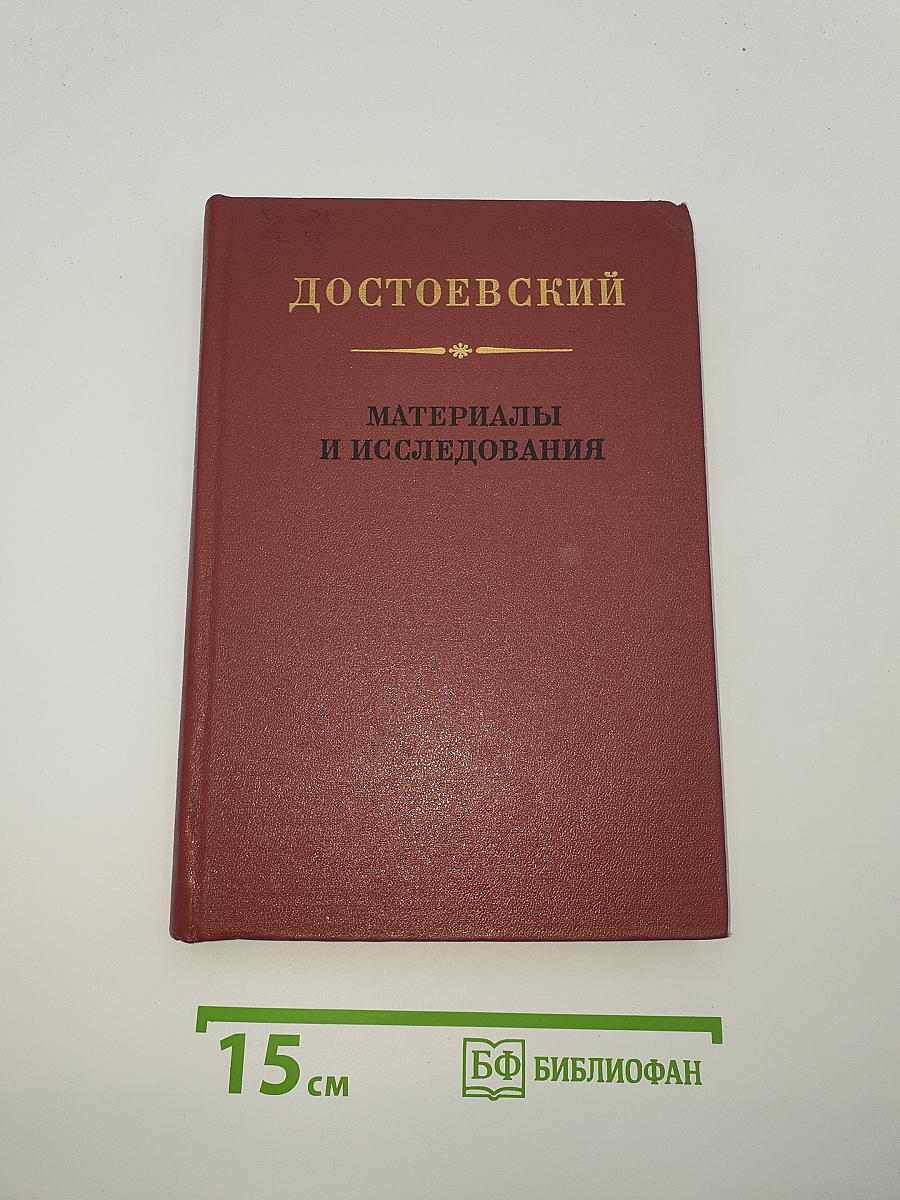 ДОСТОЕВСКИЙ
МАТЕРИАЛЫ
И ИССЛЕДОВАНИЯ
15 см
БФ БИБЛИОФАН